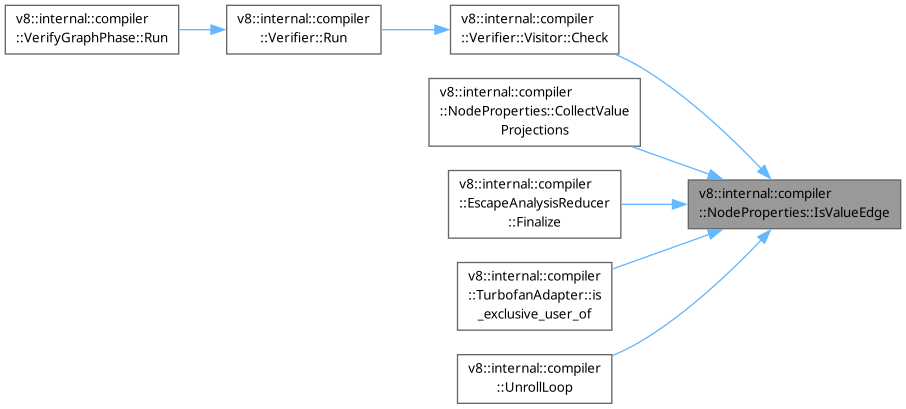 v8::internal::compiler
::VerifyGraphPhase::Run
v8::internal::compiler
::Verifier::Run
v8::internal::compiler
::Verifier::Visitor::Check
v8::internal::compiler
::NodeProperties::CollectValue
Projections
v8::internal::compiler
::EscapeAnalysisReducer
::Finalize
v8::internal::compiler
::TurbofanAdapter::is
_exclusive_user_of
v8::internal::compiler
::UnrollLoop
v8::internal::compiler
::NodeProperties::IsValueEdge